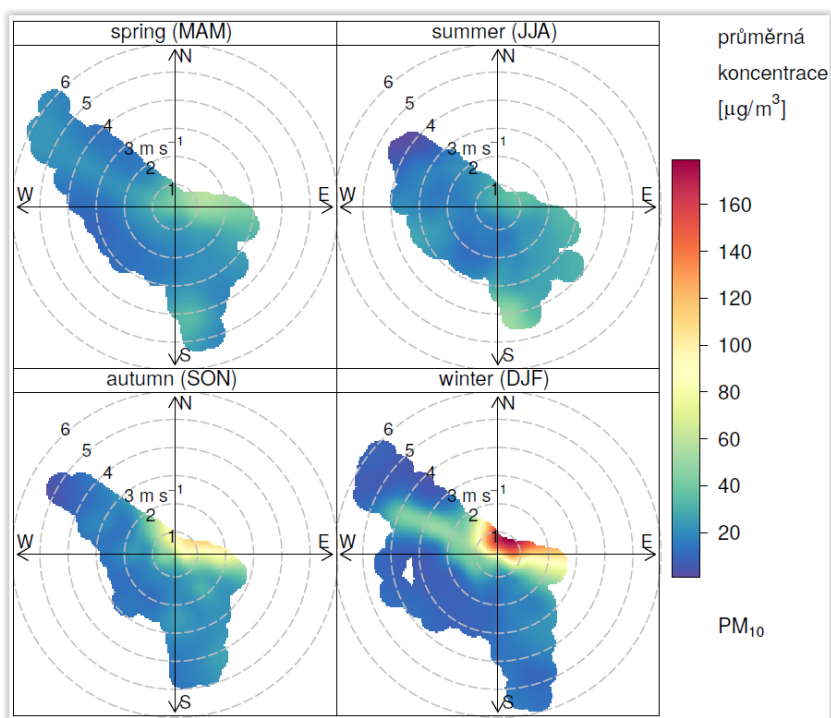 spring (MAM)
N
6
5
4
3 m s⁻¹
2
1
W
E
S
summer (JJA)
N
6
5
4
3 m s⁻¹
2
1
W
E
S
autumn (SON)
N
6
5
4
3 m s⁻¹
2
1
W
E
S
winter (DJF)
N
6
5
4
3 m s⁻¹
2
1
W
E
S
průměrná
koncentrace
[µg/m³]
160
140
120
100
80
60
40
20
PM₁₀